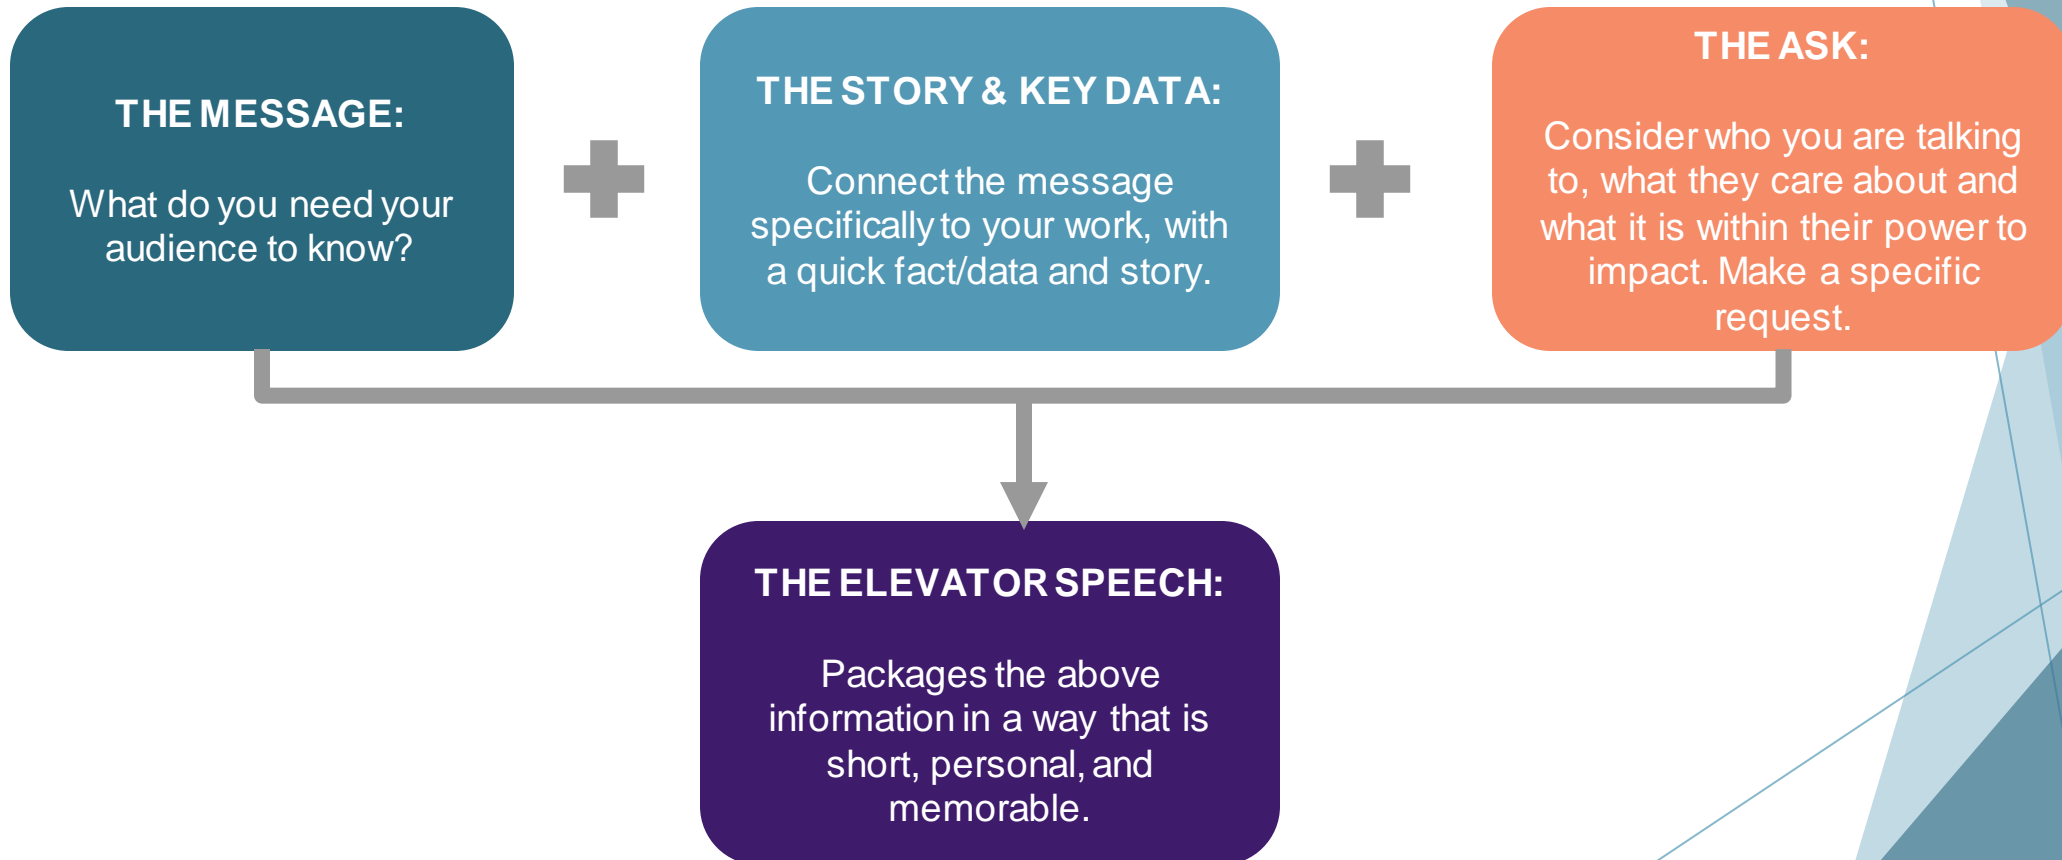 THE MESSAGE:
What do you need your
audience to know?
THE STORY & KEY DATA:
Connect the message
specifically to your work, with
a quick fact/data and story.
THE ASK:
Consider who you are talking
to, what they care about and
what it is within their power to
impact. Make a specific
request.
THE ELEVATOR SPEECH:
Packages the above
information in a way that is
short, personal, and
memorable.